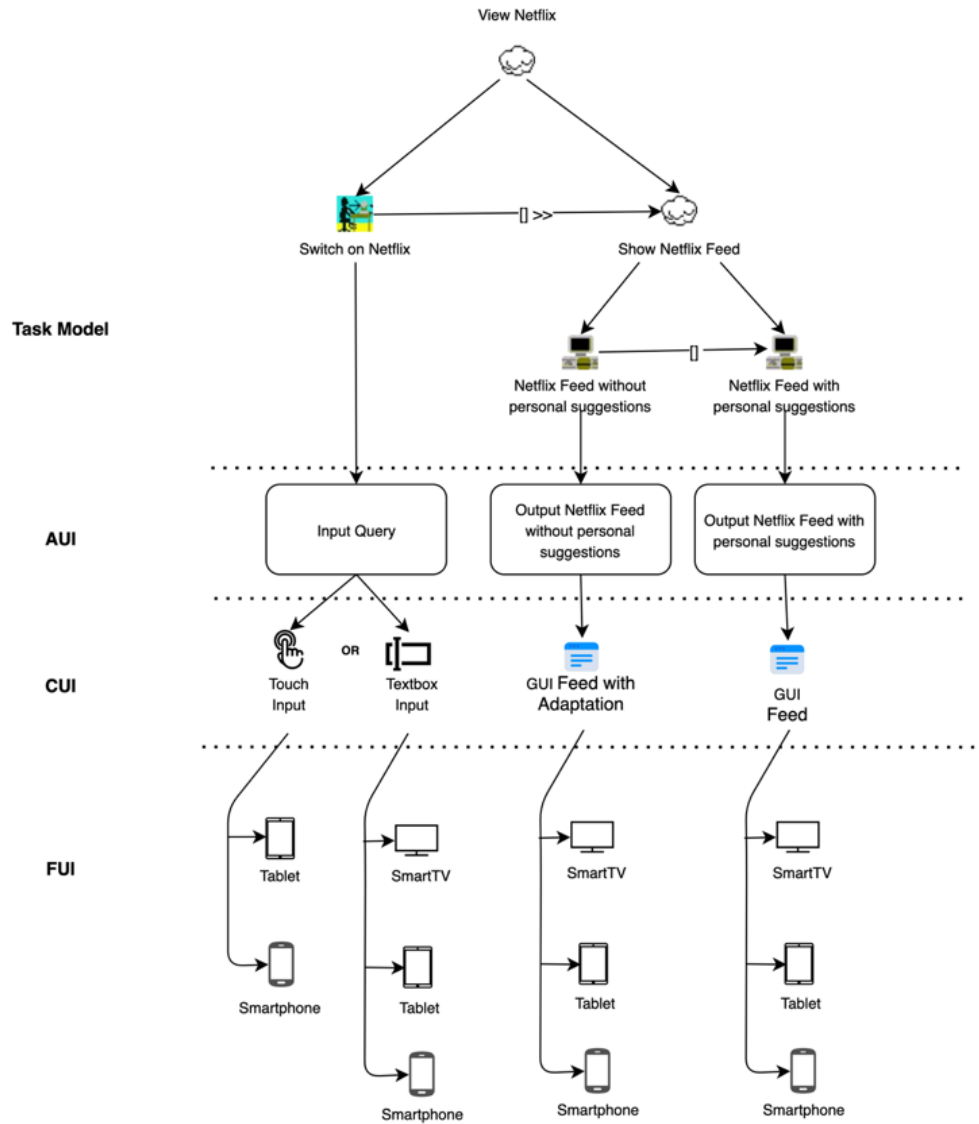 View Netflix
[] >>
Switch on Netflix
Show Netflix Feed
Task Model
[]
Netflix Feed without
personal suggestions
Netflix Feed with
personal suggestions
AUI
Input Query
Output Netflix Feed
without personal
suggestions
Output Netflix Feed with
personal suggestions
CUI
Touch
Input
OR
Textbox
Input
GUI Feed with
Adaptation
GUI
Feed
FUI
Tablet
Smartphone
SmartTV
Tablet
Smartphone
SmartTV
Tablet
Smartphone
SmartTV
Tablet
Smartphone